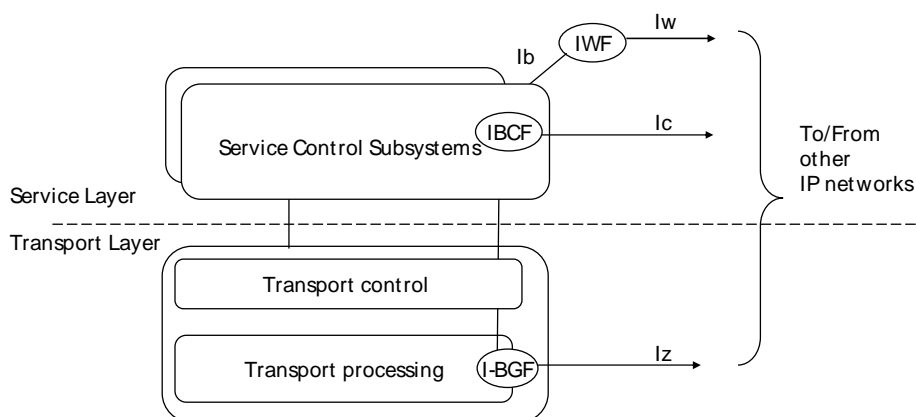 Iw
IWF
Ib
IBCF
Ic
Service Control Subsystems
To/From
other
IP networks
Service Layer
Transport Layer
Transport control
Transport processing
I-BGF
Iz